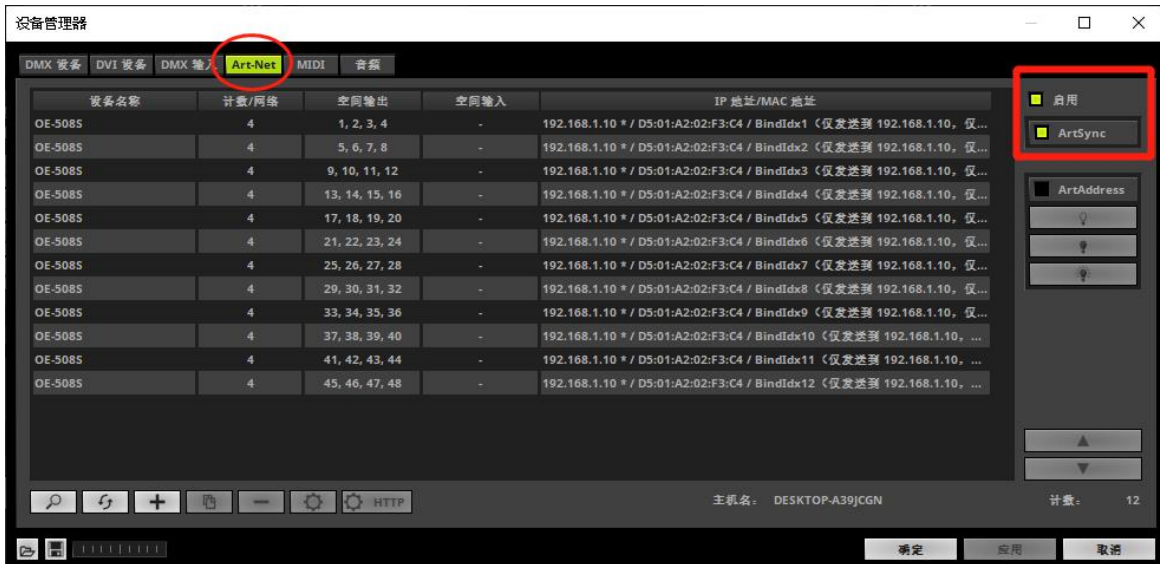 设备管理器
DMX 设备 DVI 设备 DMX 输入 Art-Net MIDI 音频
设备名称 计数/网络 空间输出 空间输入 IP 地址/MAC 地址
OE-508S 4 1, 2, 3, 4 - 192.168.1.10 * / D5:01:A2:02:F3:C4 / BindIdx1（仅发送到 192.168.1.10，仅...
OE-508S 4 5, 6, 7, 8 - 192.168.1.10 * / D5:01:A2:02:F3:C4 / BindIdx2（仅发送到 192.168.1.10，仅...
OE-508S 4 9, 10, 11, 12 - 192.168.1.10 * / D5:01:A2:02:F3:C4 / BindIdx3（仅发送到 192.168.1.10，仅...
OE-508S 4 13, 14, 15, 16 - 192.168.1.10 * / D5:01:A2:02:F3:C4 / BindIdx4（仅发送到 192.168.1.10，仅...
OE-508S 4 17, 18, 19, 20 - 192.168.1.10 * / D5:01:A2:02:F3:C4 / BindIdx5（仅发送到 192.168.1.10，仅...
OE-508S 4 21, 22, 23, 24 - 192.168.1.10 * / D5:01:A2:02:F3:C4 / BindIdx6（仅发送到 192.168.1.10，仅...
OE-508S 4 25, 26, 27, 28 - 192.168.1.10 * / D5:01:A2:02:F3:C4 / BindIdx7（仅发送到 192.168.1.10，仅...
OE-508S 4 29, 30, 31, 32 - 192.168.1.10 * / D5:01:A2:02:F3:C4 / BindIdx8（仅发送到 192.168.1.10，仅...
OE-508S 4 33, 34, 35, 36 - 192.168.1.10 * / D5:01:A2:02:F3:C4 / BindIdx9（仅发送到 192.168.1.10，仅...
OE-508S 4 37, 38, 39, 40 - 192.168.1.10 * / D5:01:A2:02:F3:C4 / BindIdx10（仅发送到 192.168.1.10，...
OE-508S 4 41, 42, 43, 44 - 192.168.1.10 * / D5:01:A2:02:F3:C4 / BindIdx11（仅发送到 192.168.1.10，...
OE-508S 4 45, 46, 47, 48 - 192.168.1.10 * / D5:01:A2:02:F3:C4 / BindIdx12（仅发送到 192.168.1.10，...
启用
ArtSync
ArtAddress
HTTP 主机名： DESKTOP-A39JCGN 计数： 12
确定 应用 取消